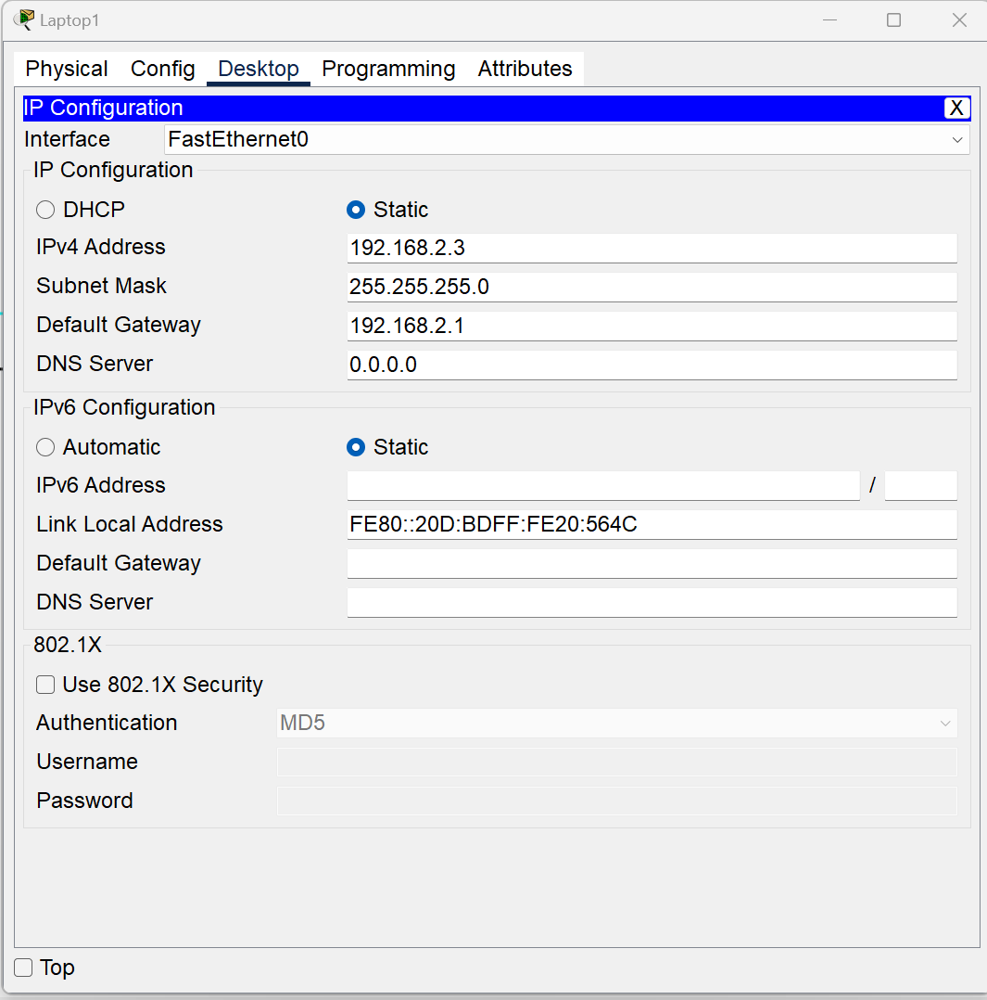 Laptop1
Physical Config Desktop Programming Attributes
IP Configuration X
Interface FastEthernet0
IP Configuration
DHCP Static
IPv4 Address 192.168.2.3
Subnet Mask 255.255.255.0
Default Gateway 192.168.2.1
DNS Server 0.0.0.0
IPv6 Configuration
Automatic Static
IPv6 Address /
Link Local Address FE80::20D:BDFF:FE20:564C
Default Gateway
DNS Server
802.1X
Use 802.1X Security
Authentication MD5
Username
Password
Top